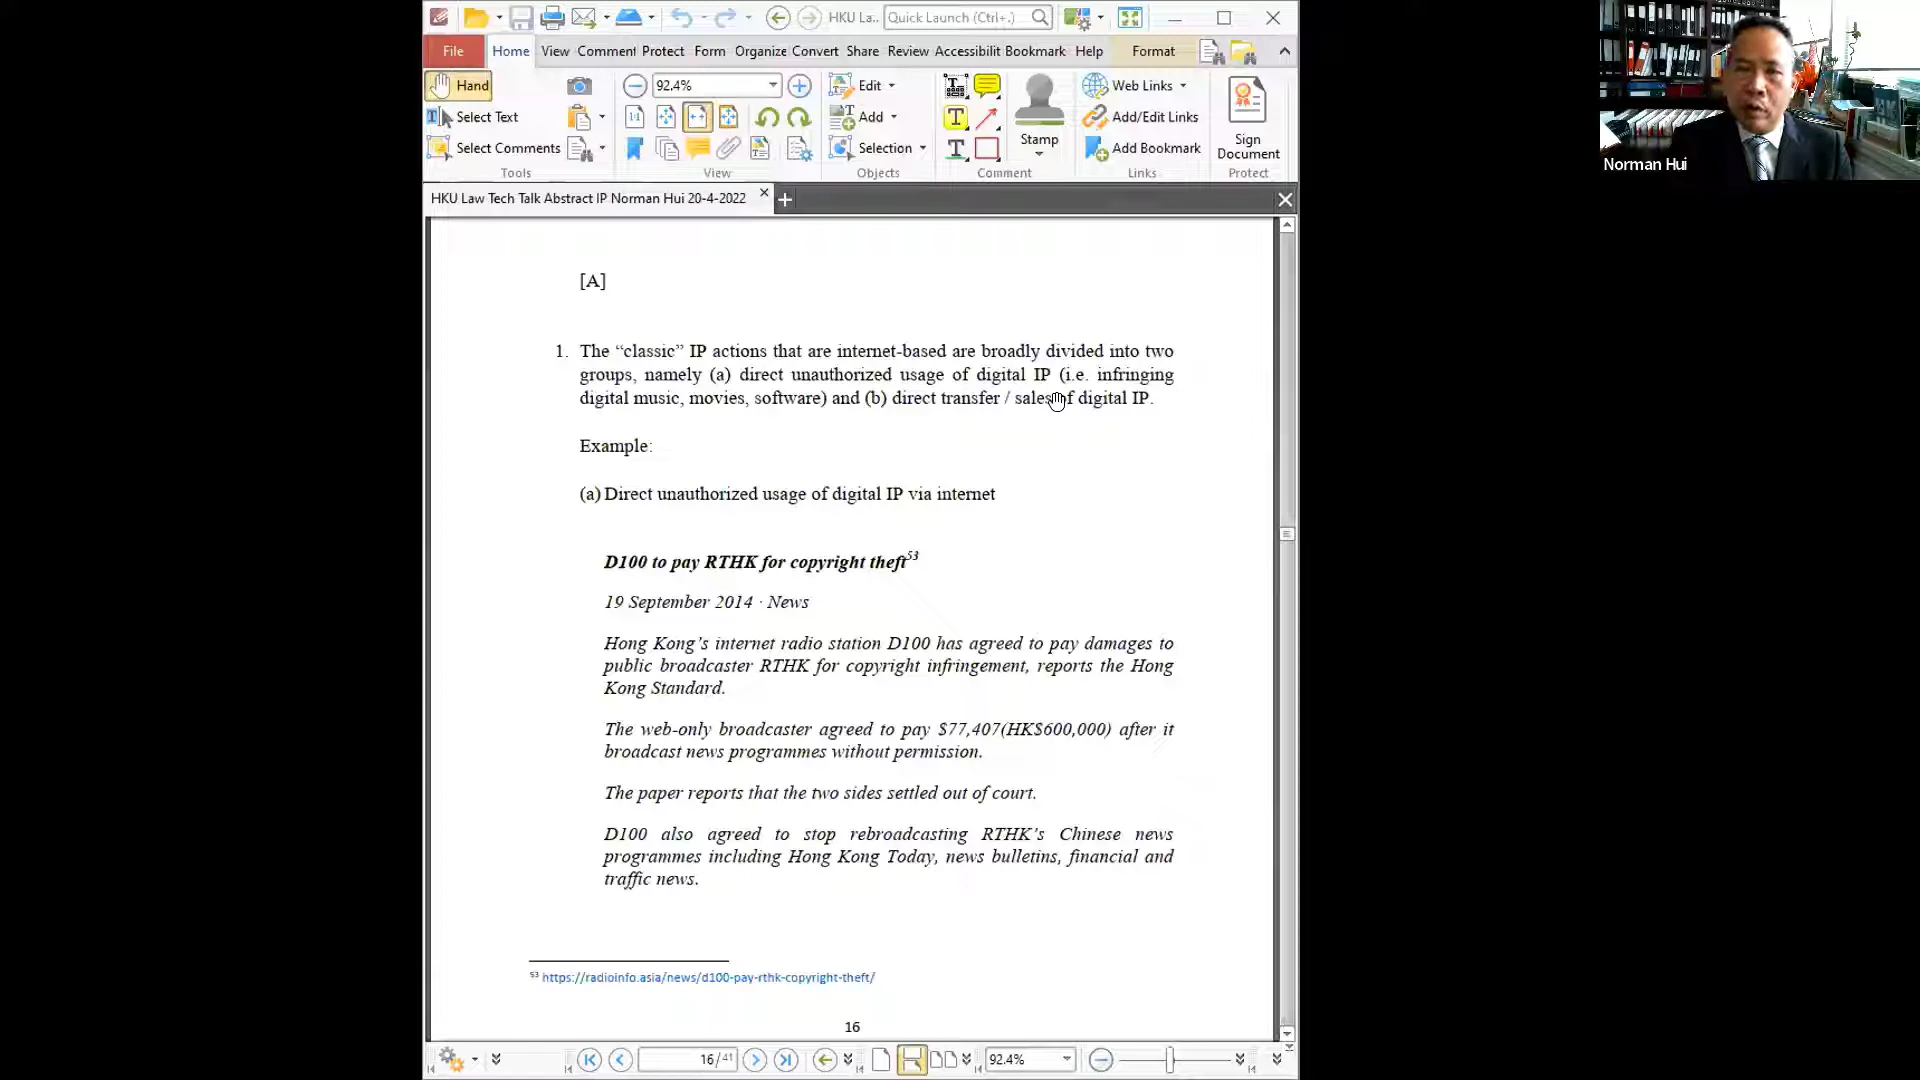 HKU La..
Quick Launch (Ctrl+.)
File Home View Comment Protect Form Organize Convert Share Review Accessibilit Bookmark Help Format
Hand
Select Text
Select Comments
Tools
92.4%
View
Edit
Add
Selection
Objects
Comment
Stamp
Web Links
Add/Edit Links
Add Bookmark
Links
Sign
Document
Protect
Norman Hui
HKU Law Tech Talk Abstract IP Norman Hui 20-4-2022
[A]
1. The “classic” IP actions that are internet-based are broadly divided into two
groups, namely (a) direct unauthorized usage of digital IP (i.e. infringing
digital music, movies, software) and (b) direct transfer / sales of digital IP.
Example:
(a) Direct unauthorized usage of digital IP via internet
D100 to pay RTHK for copyright theft53
19 September 2014 · News
Hong Kong’s internet radio station D100 has agreed to pay damages to
public broadcaster RTHK for copyright infringement, reports the Hong
Kong Standard.
The web-only broadcaster agreed to pay $77,407(HK$600,000) after it
broadcast news programmes without permission.
The paper reports that the two sides settled out of court.
D100 also agreed to stop rebroadcasting RTHK’s Chinese news
programmes including Hong Kong Today, news bulletins, financial and
traffic news.
53 https://radioinfo.asia/news/d100-pay-rthk-copyright-theft/
16
16/41
92.4%